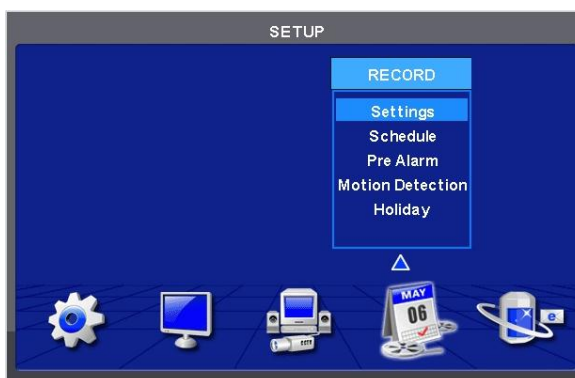 SETUP
RECORD
Settings
Schedule
Pre Alarm
Motion Detection
Holiday
MAY
06
e